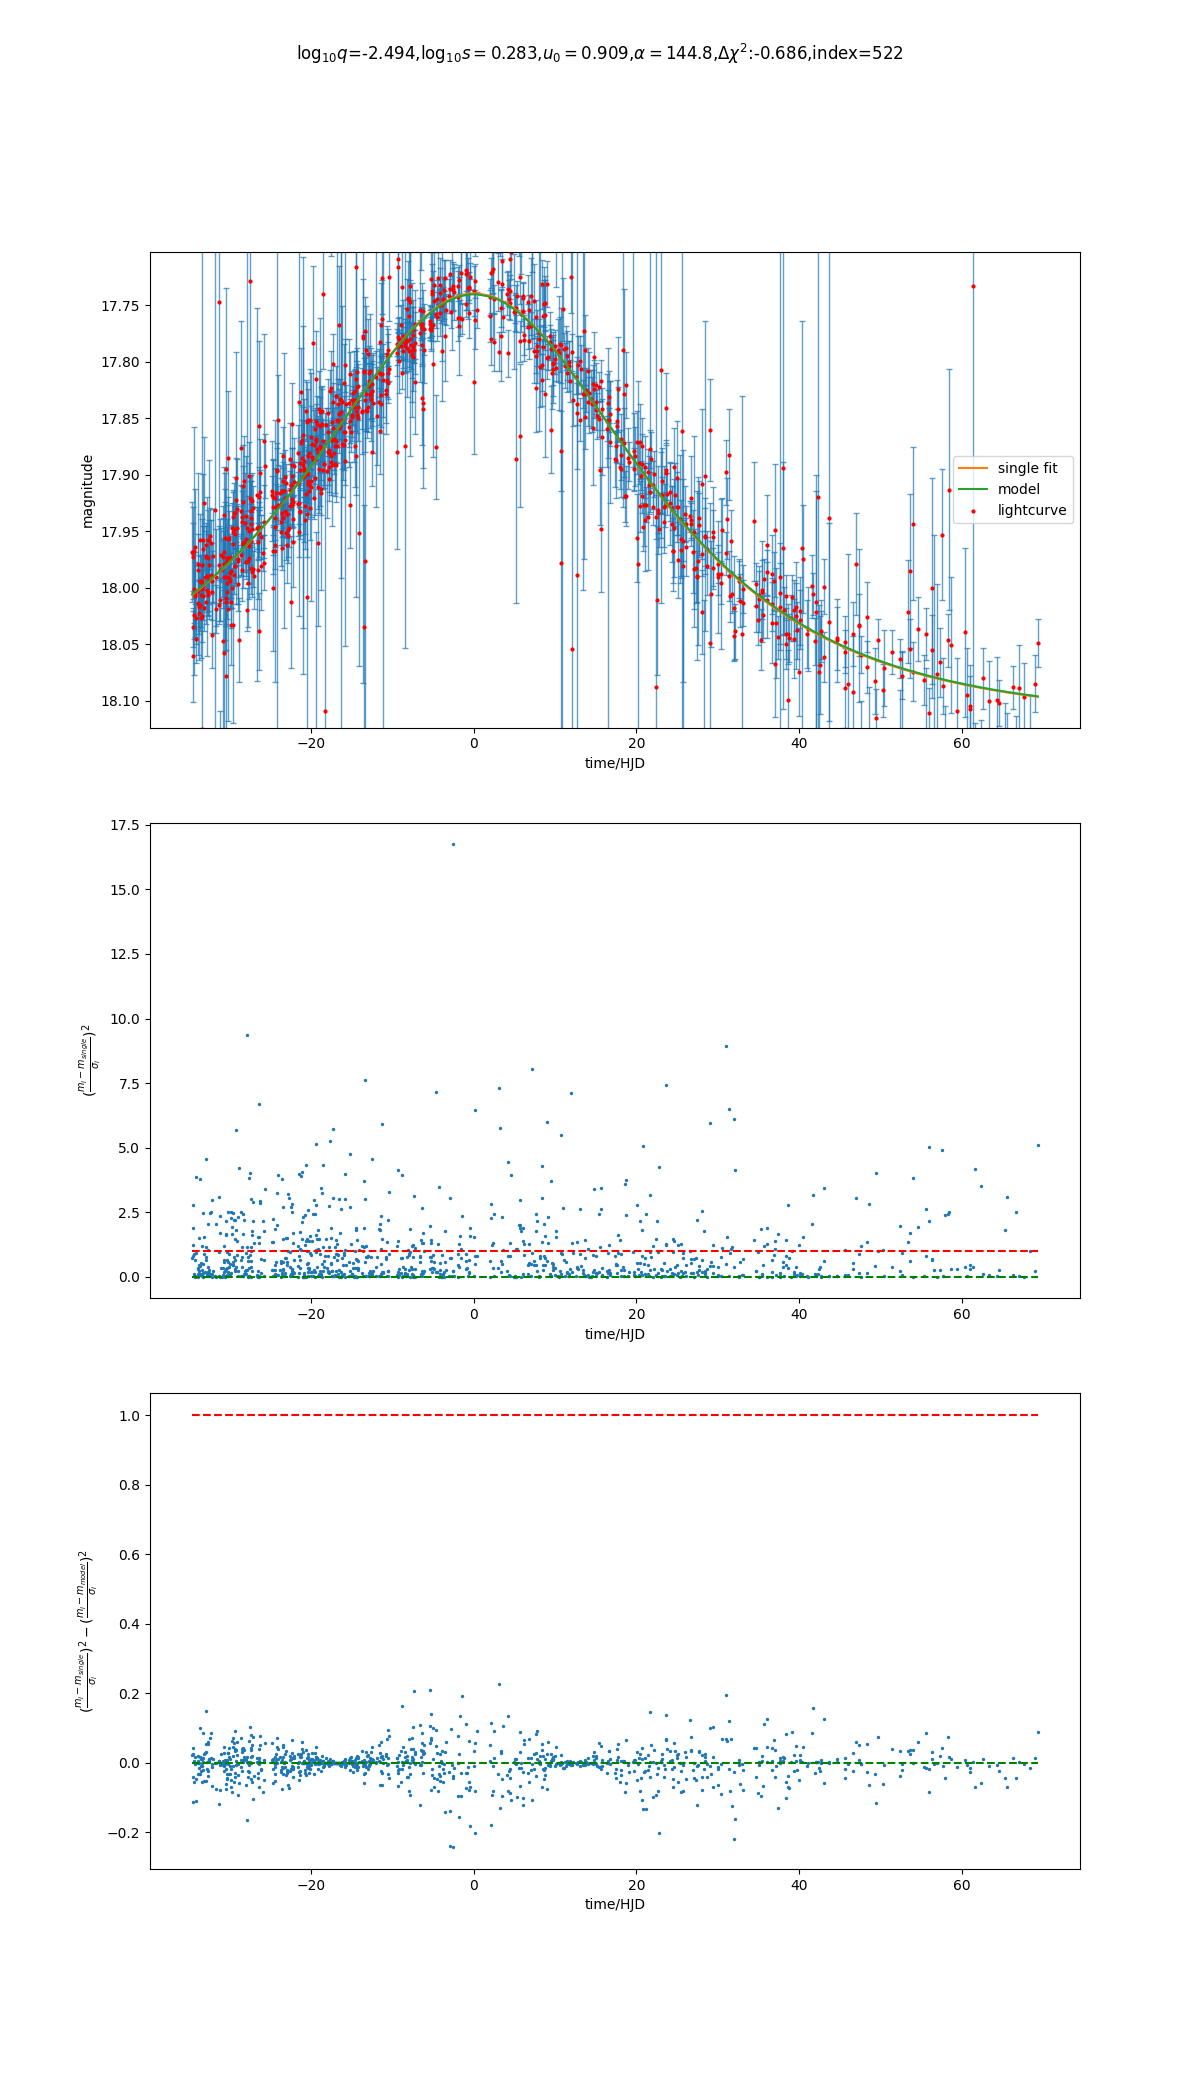 log₁₀q=-2.494,log₁₀s = 0.283,u₀ = 0.909,α = 144.8,Δχ²:-0.686,index=522
17.75
17.80
17.85
17.90
17.95
18.00
18.05
18.10
magnitude
single fit
model
lightcurve
−20 0 20 40 60
time/HJD
17.5
15.0
12.5
10.0
7.5
5.0
2.5
0.0
((mᵢ − m_single)/σᵢ)²
−20 0 20 40 60
time/HJD
1.0
0.8
0.6
0.4
0.2
0.0
−0.2
((mᵢ − m_single)/σᵢ)² − ((mᵢ − m_model)/σᵢ)²
−20 0 20 40 60
time/HJD